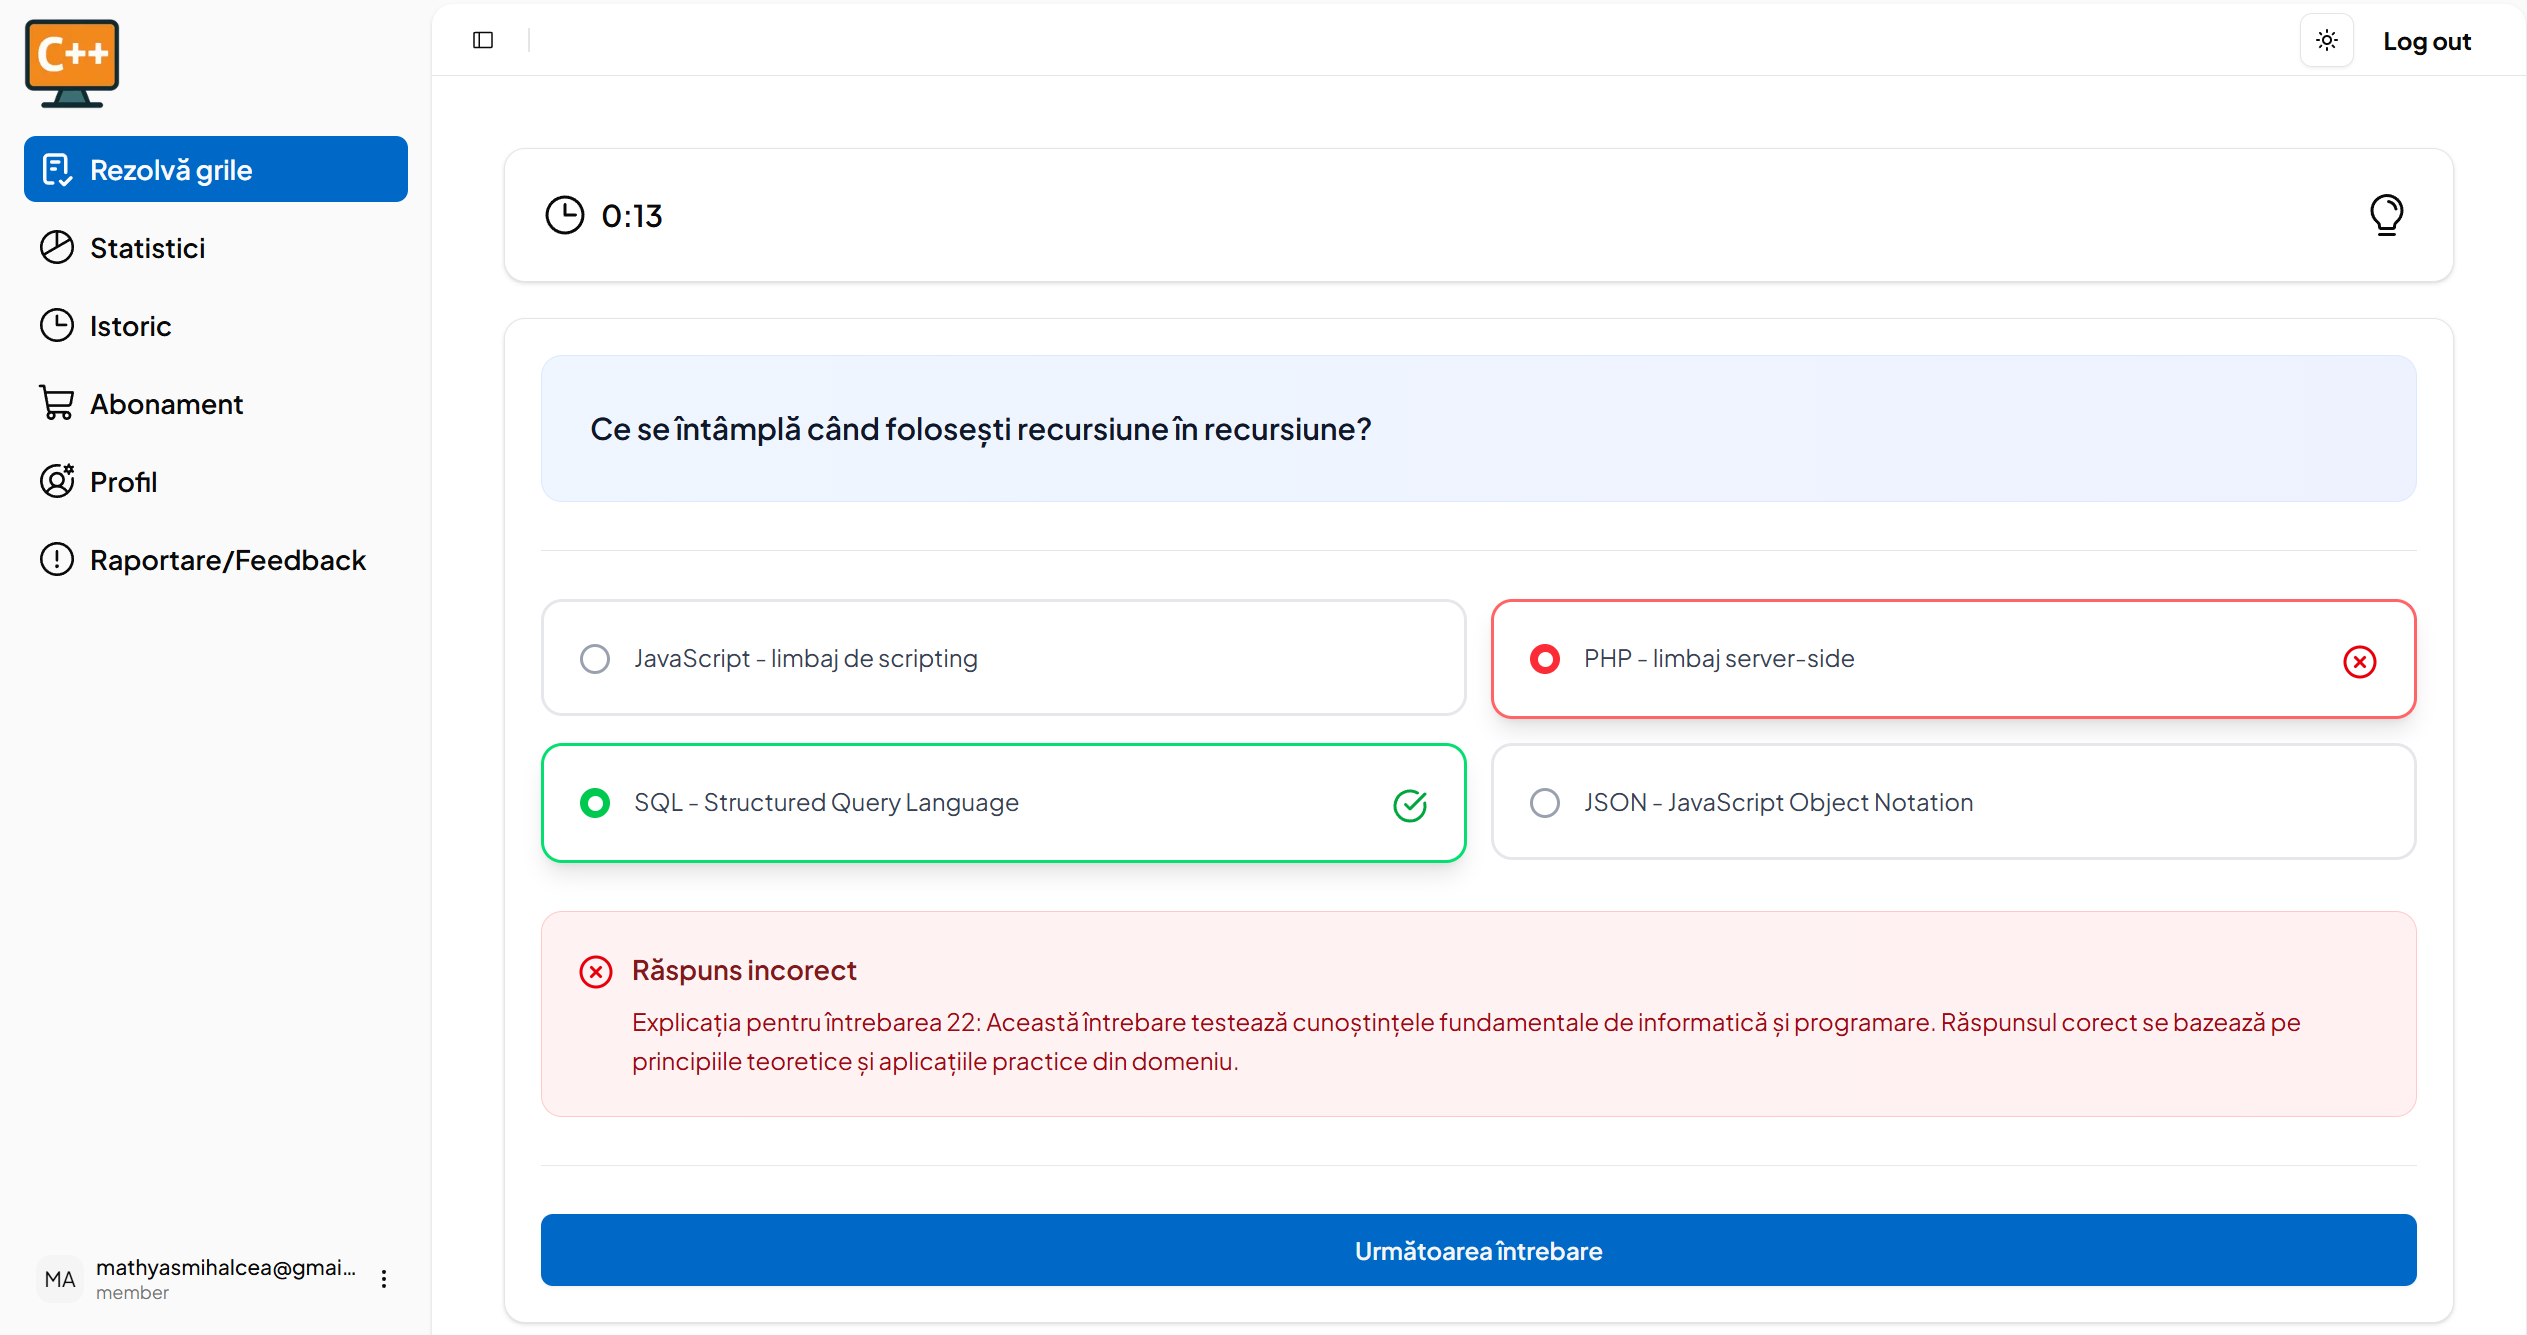 C++
Rezolvă grile
Statistici
Istoric
Abonament
Profil
Raportare/Feedback
MA
mathyasmihalcea@gmai...
member
Log out
0:13
Ce se întâmplă când folosești recursiune în recursiune?
JavaScript - limbaj de scripting
PHP - limbaj server-side
SQL - Structured Query Language
JSON - JavaScript Object Notation
Răspuns incorect
Explicația pentru întrebarea 22: Această întrebare testează cunoștințele fundamentale de informatică și programare. Răspunsul corect se bazează pe
principiile teoretice și aplicațiile practice din domeniu.
Următoarea întrebare